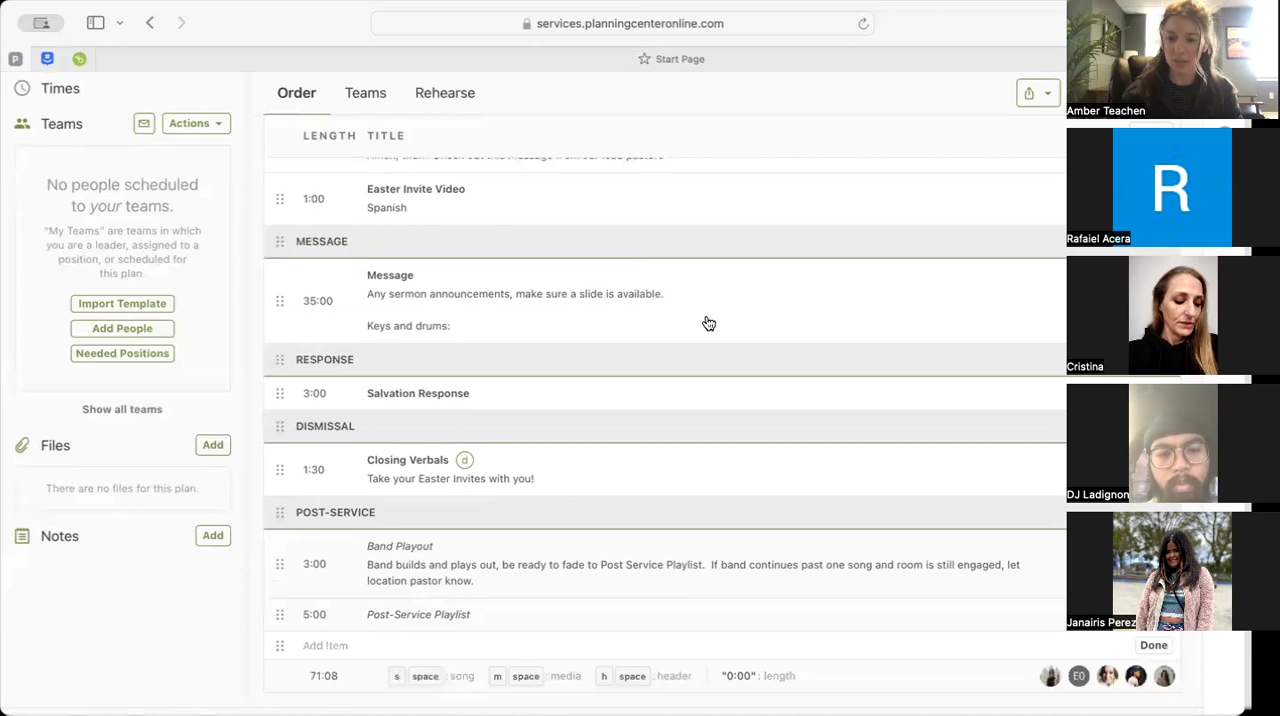 services.planningcenteronline.com
P
Start Page
Times
Teams
Actions
No people scheduled
to your teams.
"My Teams" are teams in which
you are a leader, assigned to a
position, or scheduled for
this plan.
Import Template
Add People
Needed Positions
Show all teams
Files
Add
There are no files for this plan.
Notes
Add
Order Teams Rehearse
LENGTH TITLE
1:00 Easter Invite Video
Spanish
MESSAGE
35:00 Message
Any sermon announcements, make sure a slide is available.
Keys and drums:
RESPONSE
3:00 Salvation Response
DISMISSAL
1:30 Closing Verbals d
Take your Easter Invites with you!
POST-SERVICE
3:00 Band Playout
Band builds and plays out, be ready to fade to Post Service Playlist. If band continues past one song and room is still engaged, let
location pastor know.
5:00 Post-Service Playlist
Add Item Done
71:08 s space : song m space : media h space : header "0:00" : length EO
Amber Teachen
R
Rafaiel Acera
Cristina
DJ Ladignon
Janairis Perez